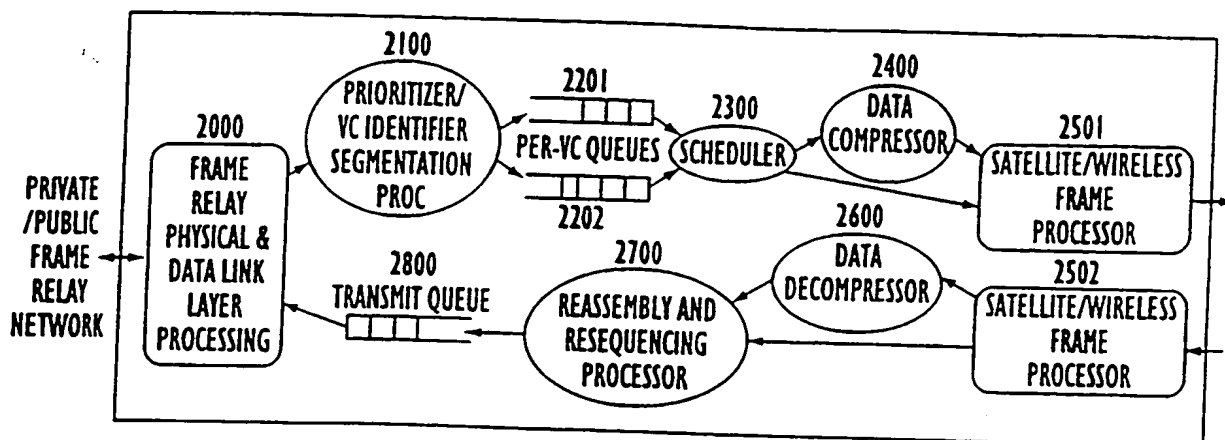 PRIVATE
/PUBLIC
FRAME
RELAY
NETWORK
2000
FRAME
RELAY
PHYSICAL &
DATA LINK
LAYER
PROCESSING
2100
PRIORITIZER/
VC IDENTIFIER
SEGMENTATION
PROC
2201
PER-VC QUEUES
2202
2300
SCHEDULER
2400
DATA
COMPRESSOR
2501
SATELLITE/WIRELESS
FRAME
PROCESSOR
2502
SATELLITE/WIRELESS
FRAME
PROCESSOR
2600
DATA
DECOMPRESSOR
2700
REASSEMBLY AND
RESEQUENCING
PROCESSOR
2800
TRANSMIT QUEUE